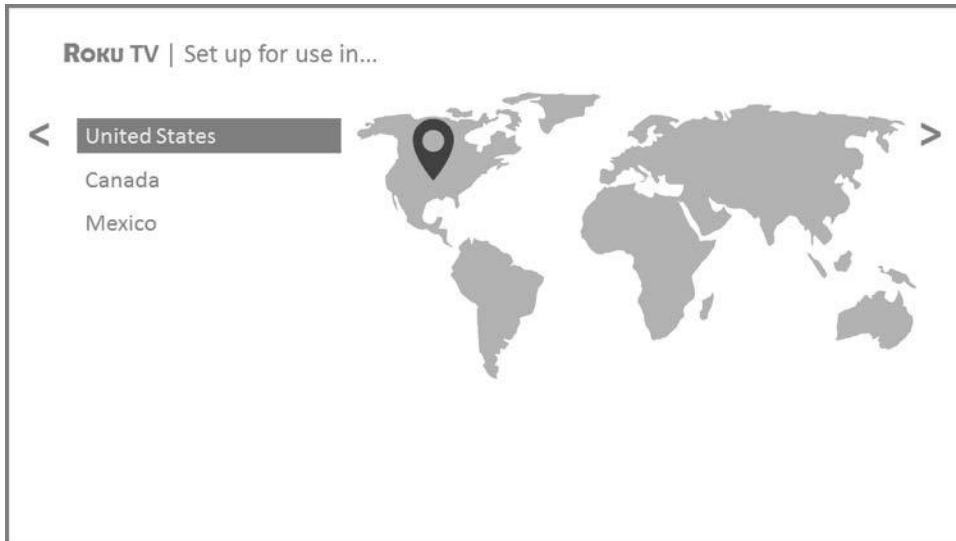 ROKU TV | Set up for use in...
< United States >
Canada
Mexico